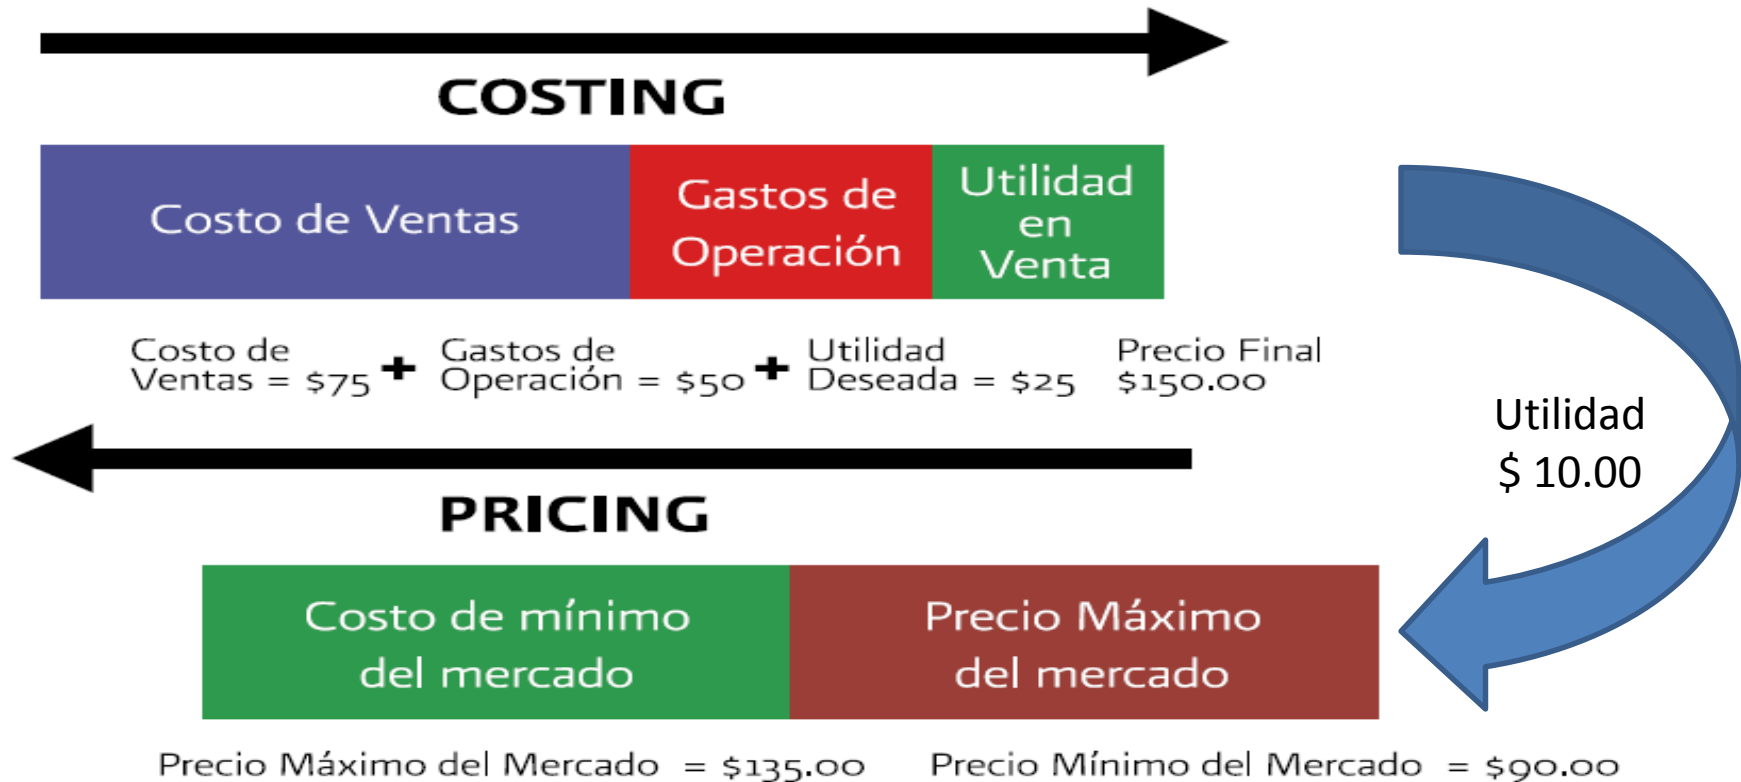 COSTING
Costo de Ventas
Gastos de
Operación
Utilidad
en
Venta
Costo de
Ventas = $75
+
Gastos de
Operación = $50
+
Utilidad
Deseada = $25
Precio Final
$150.00
Utilidad
$ 10.00
PRICING
Costo de mínimo
del mercado
Precio Máximo
del mercado
Precio Máximo del Mercado = $135.00
Precio Mínimo del Mercado = $90.00